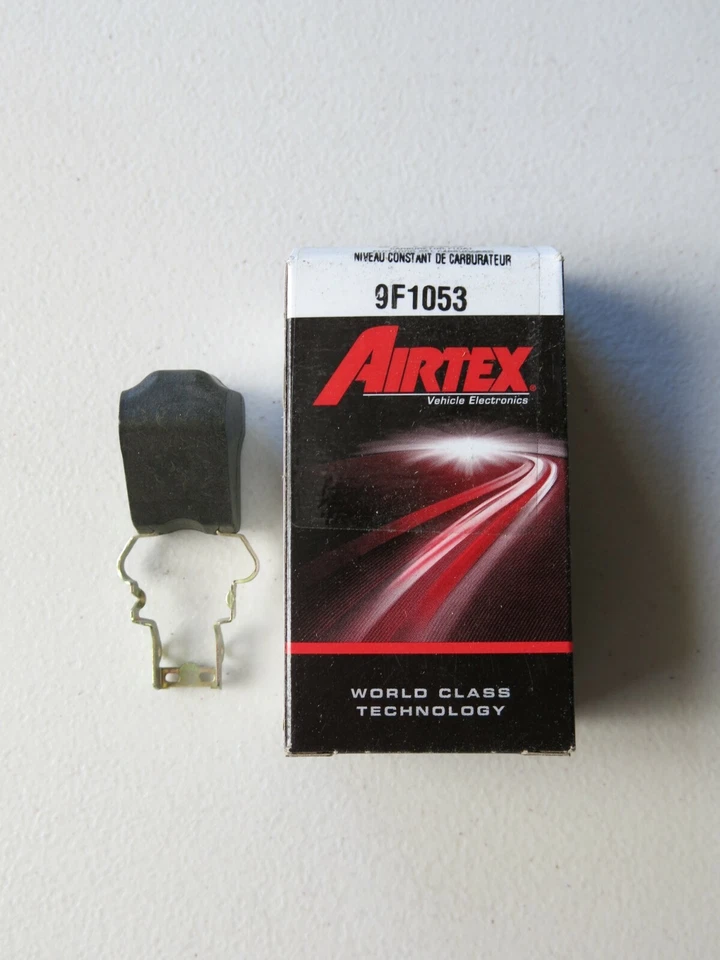 NIVEAU CONSTANT DE CARBURATEUR
9F1053
AIRTEX®
Vehicle Electronics
WORLD CLASS
TECHNOLOGY